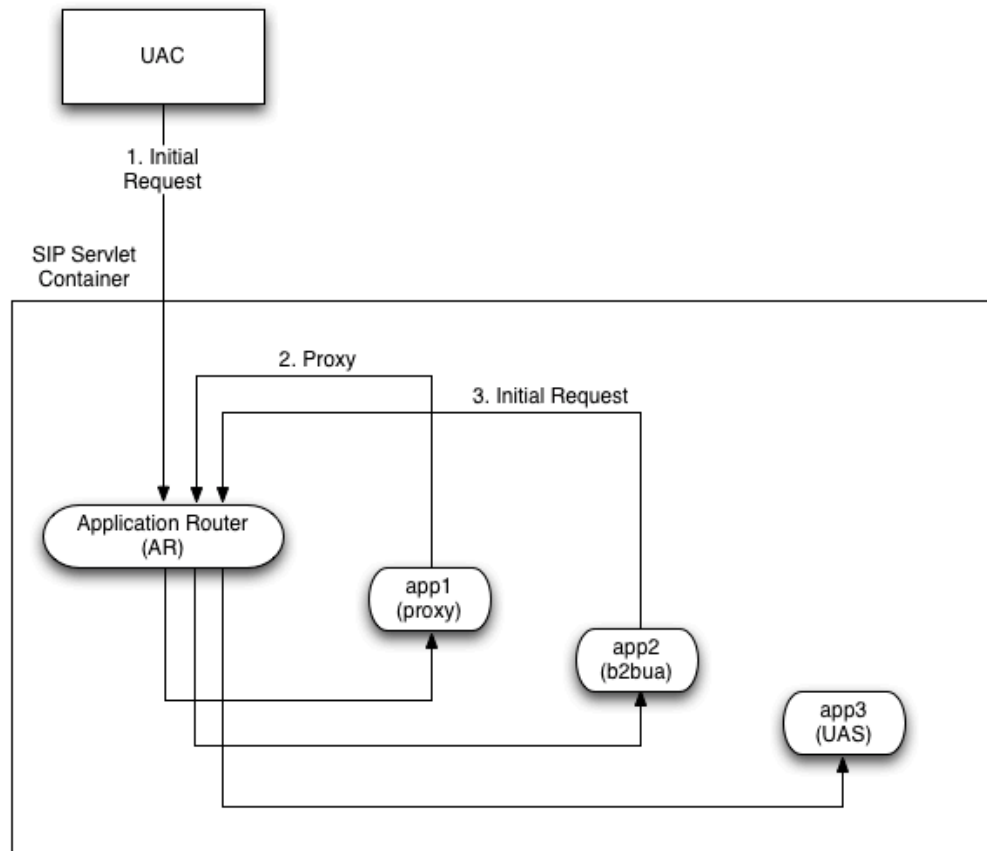 UAC
1. Initial
Request
SIP Servlet
Container
2. Proxy
3. Initial Request
Application Router
(AR)
app1
(proxy)
app2
(b2bua)
app3
(UAS)